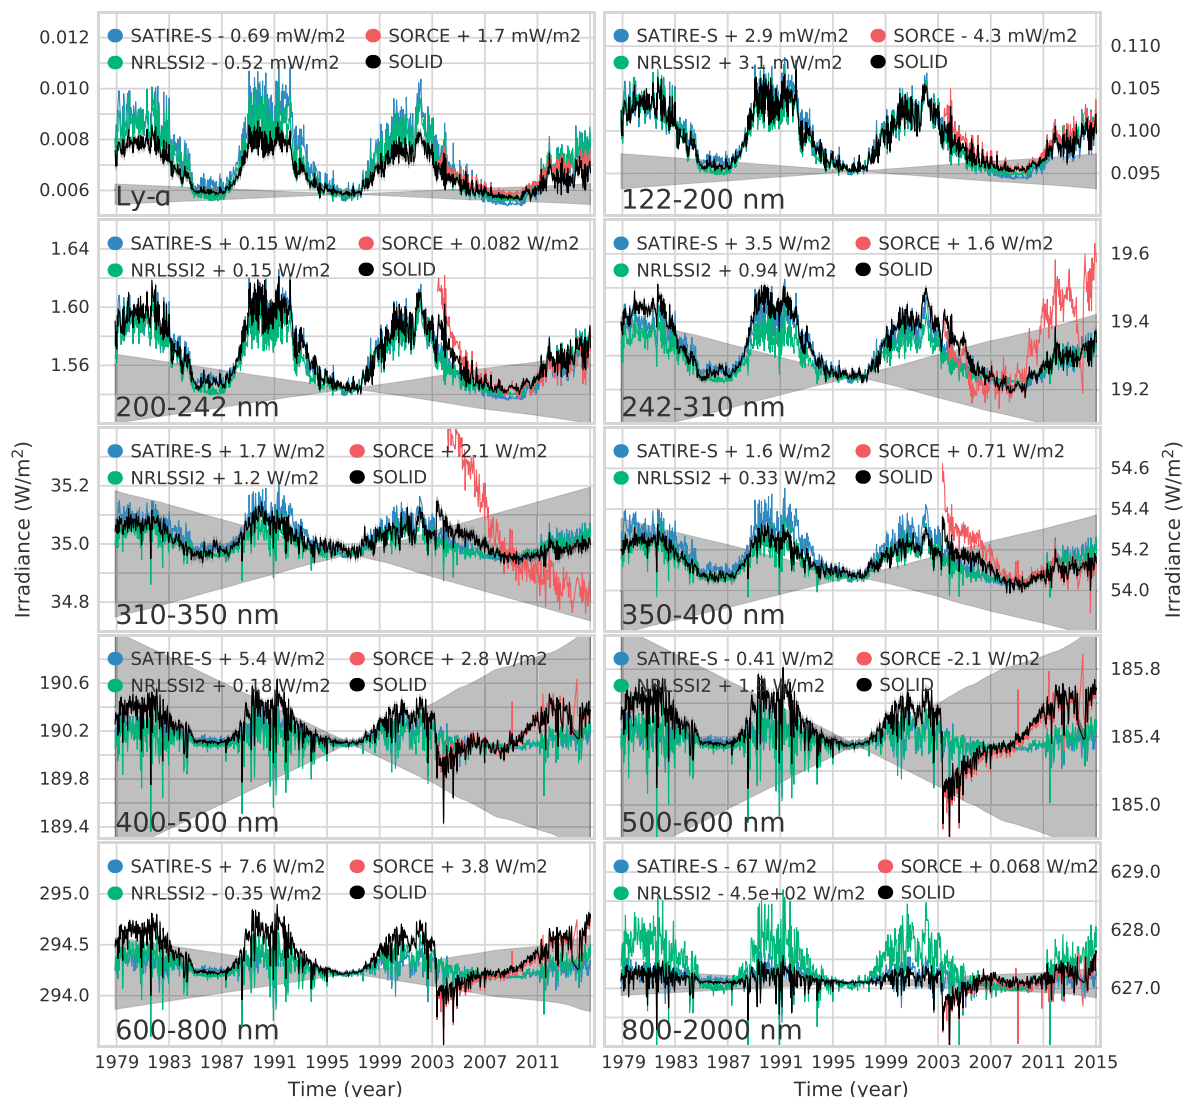 SATIRE-S - 0.69 mW/m2 SORCE + 1.7 mW/m2
NRLSSI2 - 0.52 mW/m2 SOLID
0.012
0.010
0.008
0.006
Ly-α
SATIRE-S + 2.9 mW/m2 SORCE - 4.3 mW/m2
NRLSSI2 + 3.1 mW/m2 SOLID
0.110
0.105
0.100
0.095
122-200 nm
SATIRE-S + 0.15 W/m2 SORCE + 0.082 W/m2
NRLSSI2 + 0.15 W/m2 SOLID
1.64
1.60
1.56
200-242 nm
SATIRE-S + 3.5 W/m2 SORCE + 1.6 W/m2
NRLSSI2 + 0.94 W/m2 SOLID
19.6
19.4
19.2
242-310 nm
Irradiance (W/m²)
SATIRE-S + 1.7 W/m2 SORCE + 2.1 W/m2
NRLSSI2 + 1.2 W/m2 SOLID
35.2
35.0
34.8
310-350 nm
SATIRE-S + 1.6 W/m2 SORCE + 0.71 W/m2
NRLSSI2 + 0.33 W/m2 SOLID
54.6
54.4
54.2
54.0
350-400 nm
Irradiance (W/m²)
SATIRE-S + 5.4 W/m2 SORCE + 2.8 W/m2
NRLSSI2 + 0.18 W/m2 SOLID
190.6
190.2
189.8
189.4
400-500 nm
SATIRE-S - 0.41 W/m2 SORCE -2.1 W/m2
NRLSSI2 + W/m2 SOLID
185.8
185.4
185.0
500-600 nm
SATIRE-S + 7.6 W/m2 SORCE + 3.8 W/m2
NRLSSI2 - 0.35 W/m2 SOLID
295.0
294.5
294.0
600-800 nm
SATIRE-S - 67 W/m2 SORCE + 0.068 W/m2
NRLSSI2 - 4.5e+02 W/m2 SOLID
629.0
628.0
627.0
800-2000 nm
1979 1983 1987 1991 1995 1999 2003 2007 2011
1979 1983 1987 1991 1995 1999 2003 2007 2011 2015
Time (year)
Time (year)